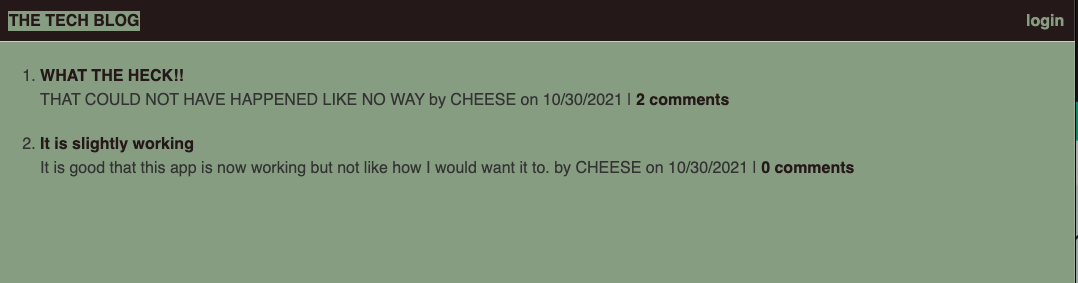 THE TECH BLOG
login
1. WHAT THE HECK!!
THAT COULD NOT HAVE HAPPENED LIKE NO WAY by CHEESE on 10/30/2021 | 2 comments
2. It is slightly working
It is good that this app is now working but not like how I would want it to. by CHEESE on 10/30/2021 | 0 comments